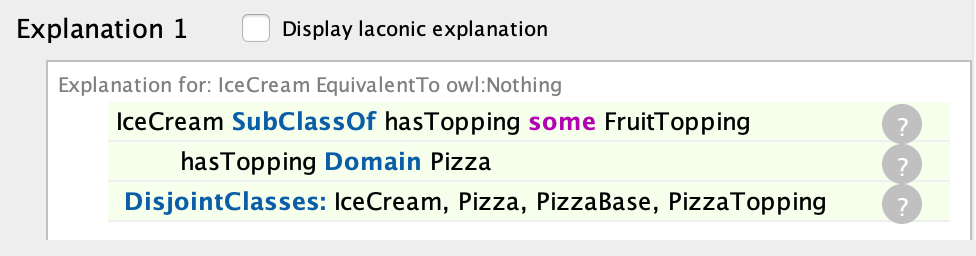 Explanation 1 Display laconic explanation
Explanation for: IceCream EquivalentTo owl:Nothing
IceCream SubClassOf hasTopping some FruitTopping ?
hasTopping Domain Pizza ?
DisjointClasses: IceCream, Pizza, PizzaBase, PizzaTopping ?